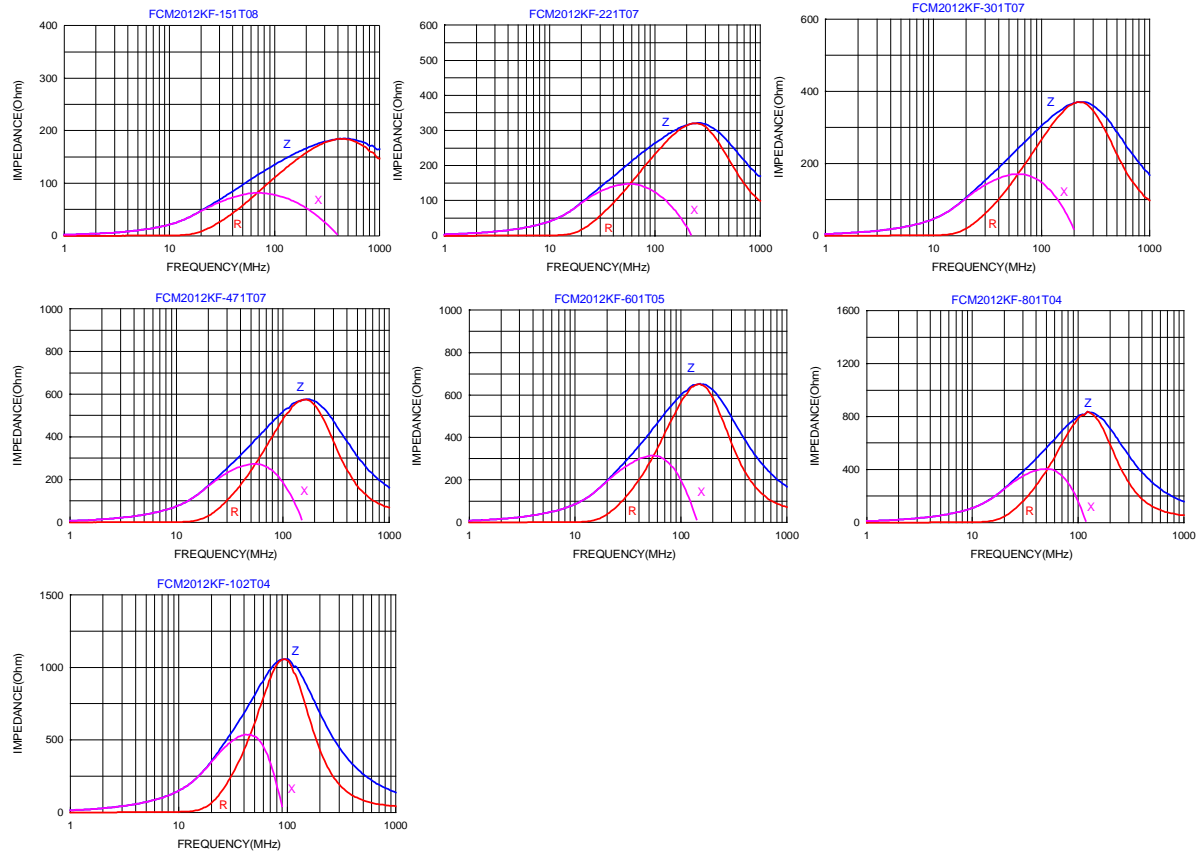 FCM2012KF-151T08
400
300
200
100
0
IMPEDANCE(Ohm)
Z
X
R
1
10
100
1000
FREQUENCY(MHz)
FCM2012KF-221T07
600
500
400
300
200
100
0
IMPEDANCE(Ohm)
Z
X
R
1
10
100
1000
FREQUENCY(MHz)
FCM2012KF-301T07
600
400
200
0
IMPEDANCE(Ohm)
Z
X
R
1
10
100
1000
FREQUENCY(MHz)
FCM2012KF-471T07
1000
800
600
400
200
0
IMPEDANCE(Ohm)
Z
X
R
1
10
100
1000
FREQUENCY(MHz)
FCM2012KF-601T05
1000
800
600
400
200
0
IMPEDANCE(Ohm)
Z
X
R
1
10
100
1000
FREQUENCY(MHz)
FCM2012KF-801T04
1600
1200
800
400
0
IMPEDANCE(Ohm)
Z
X
R
1
10
100
1000
FREQUENCY(MHz)
FCM2012KF-102T04
1500
1000
500
0
IMPEDANCE(Ohm)
Z
X
R
1
10
100
1000
FREQUENCY(MHz)